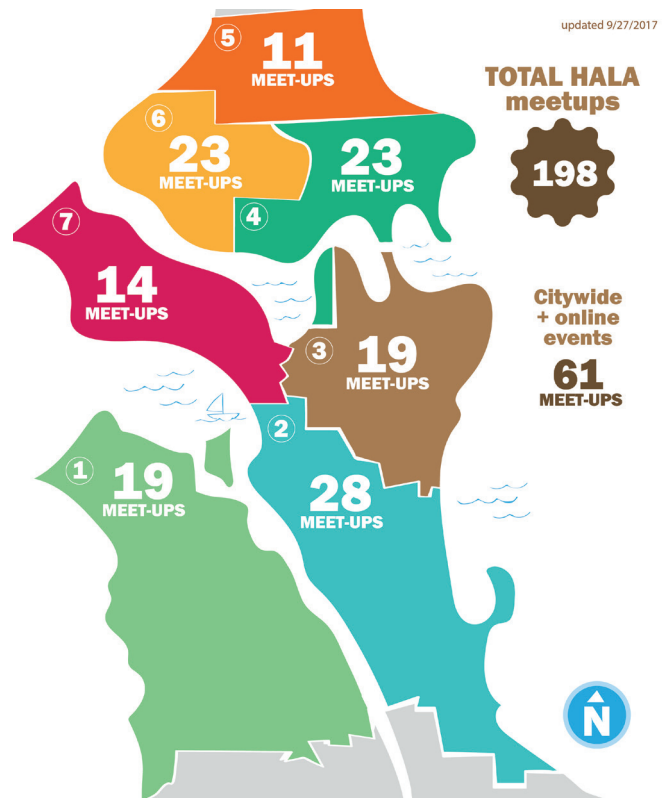 updated 9/27/2017
5
11
MEET-UPS
TOTAL HALA
meetups
198
6
23
MEET-UPS
23
MEET-UPS
4
7
14
MEET-UPS
Citywide
+ online
events
61
MEET-UPS
3
19
MEET-UPS
2
28
MEET-UPS
1
19
MEET-UPS
N